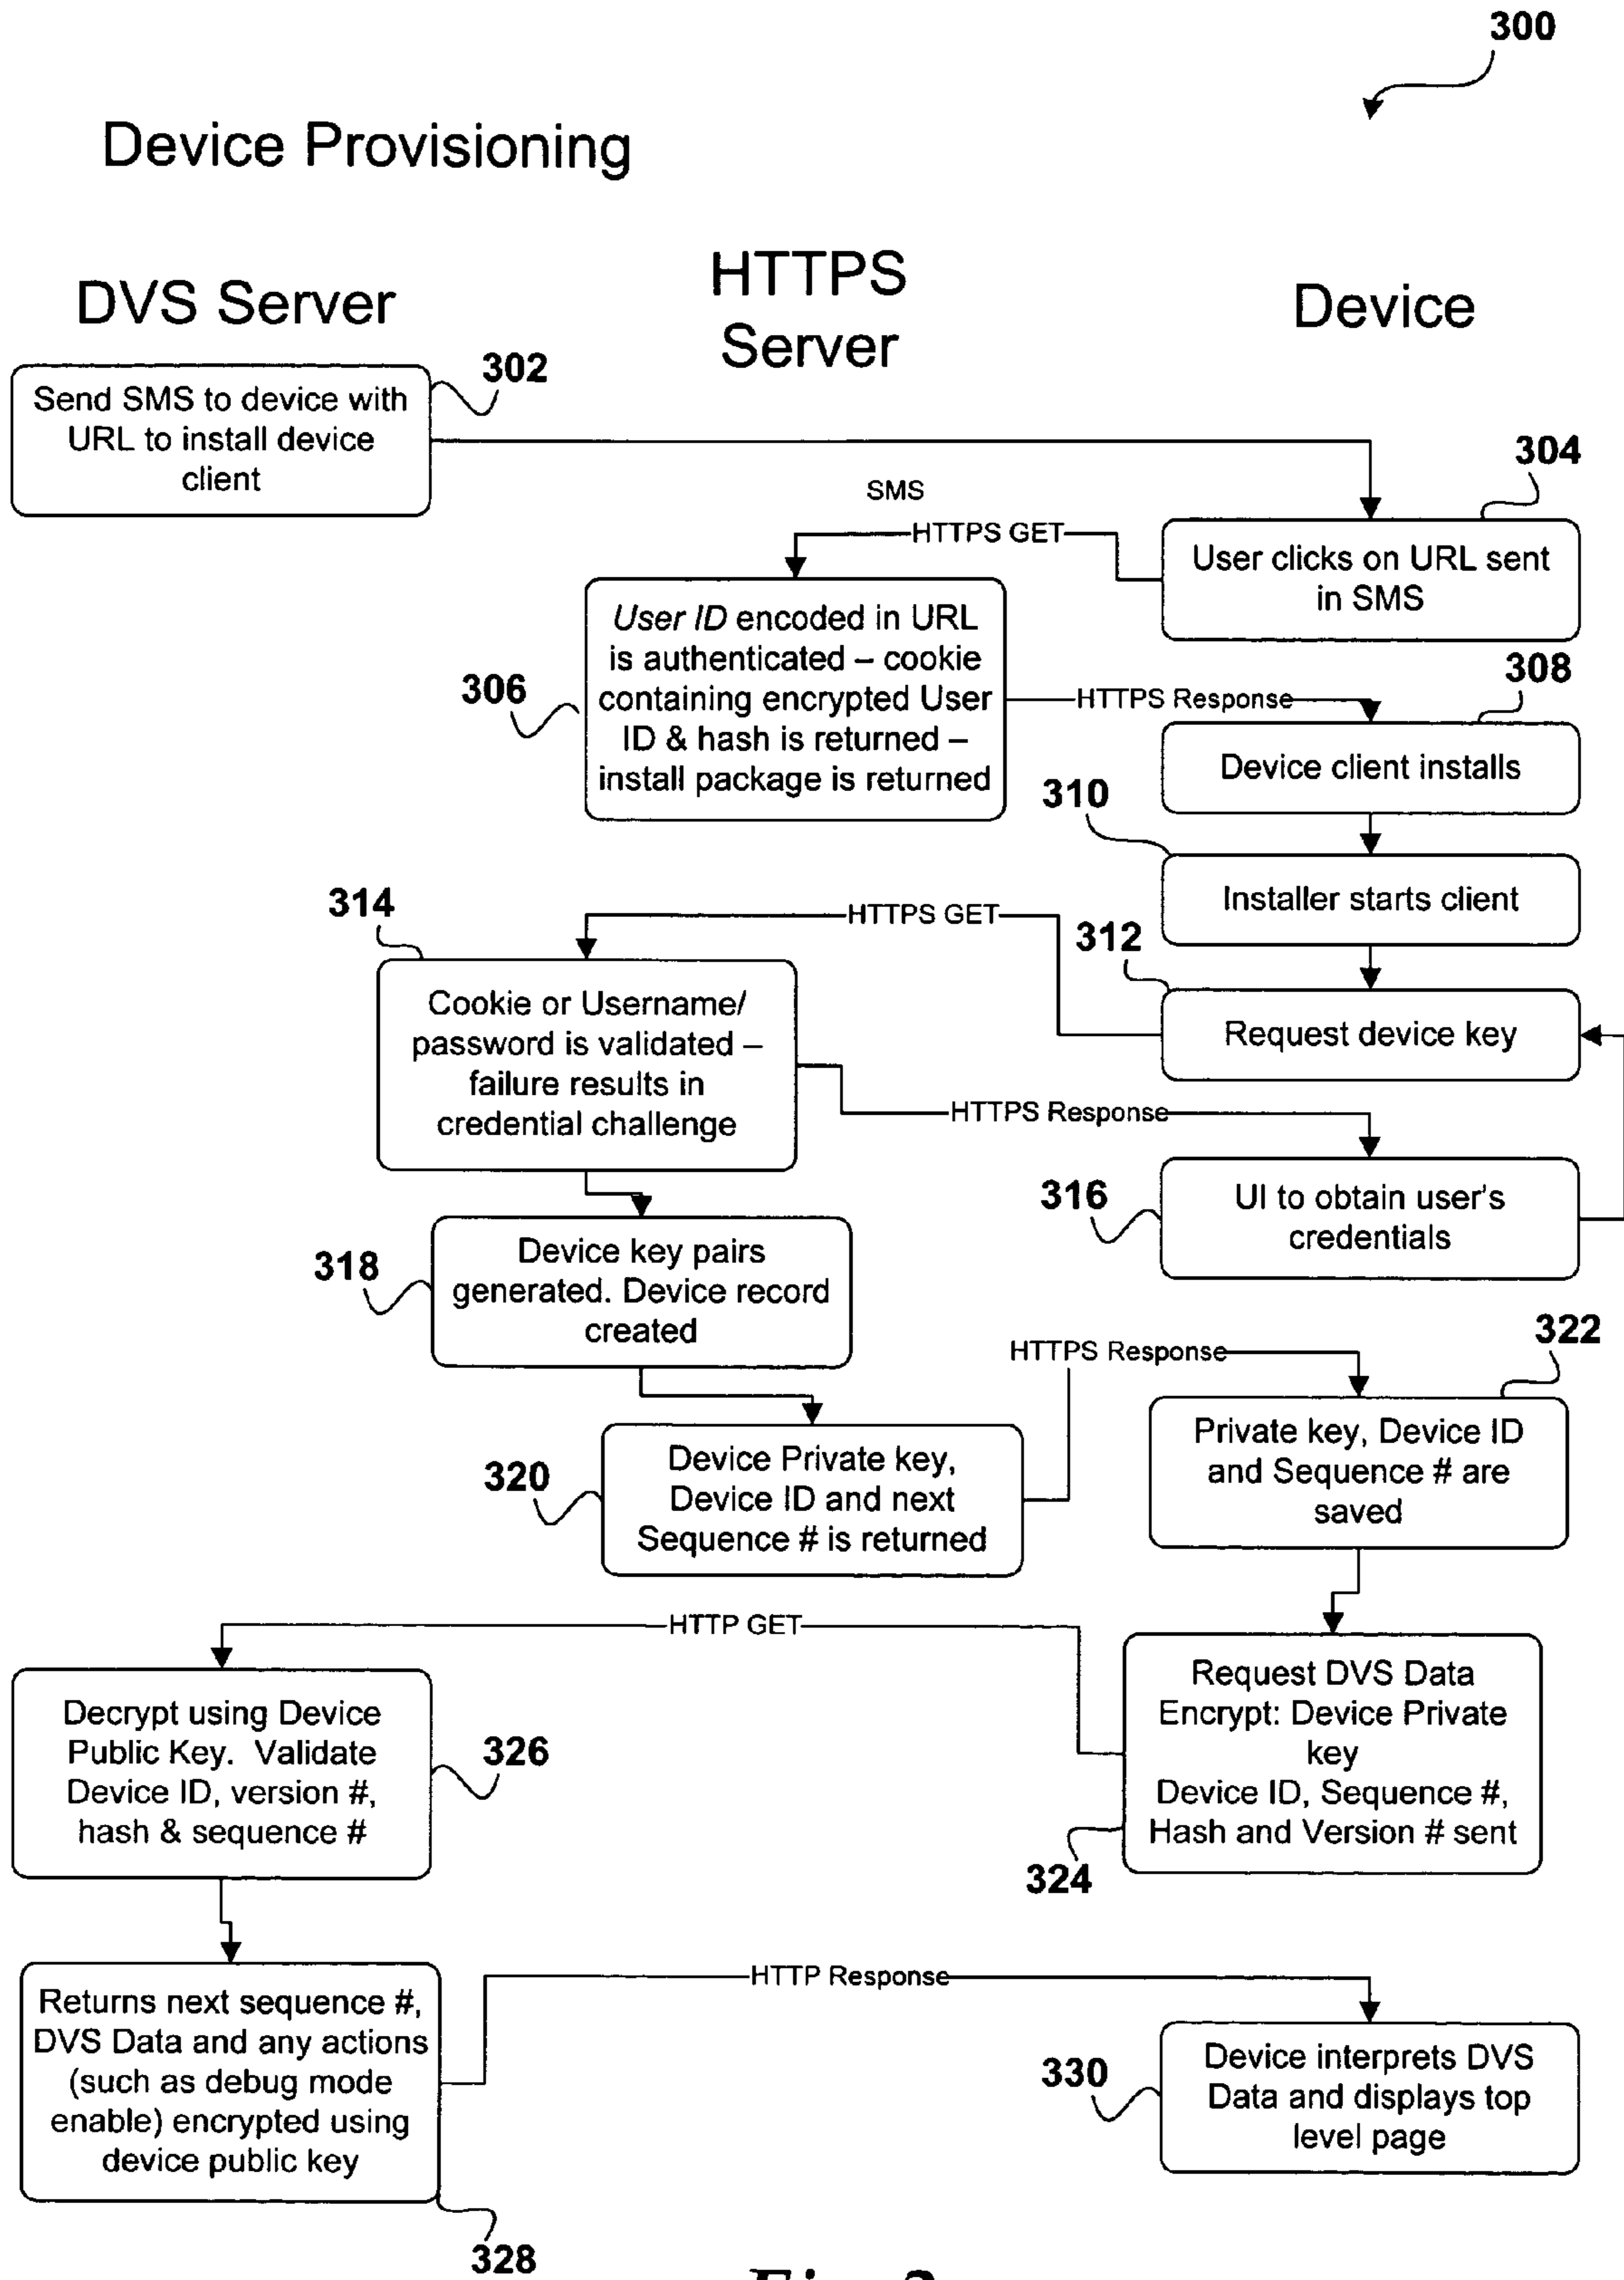 300
Device Provisioning
DVS Server
HTTPS
Server
Device
302
Send SMS to device with
URL to install device
client
304
SMS
HTTPS GET
User clicks on URL sent
in SMS
306
User ID encoded in URL
is authenticated – cookie
containing encrypted User
ID & hash is returned –
install package is returned
HTTPS Response
308
Device client installs
310
Installer starts client
314
HTTPS GET
312
Cookie or Username/
password is validated –
failure results in
credential challenge
Request device key
HTTPS Response
316
UI to obtain user's
credentials
318
Device key pairs
generated. Device record
created
HTTPS Response
322
320
Device Private key,
Device ID and next
Sequence # is returned
Private key, Device ID
and Sequence # are
saved
HTTP GET
Decrypt using Device
Public Key. Validate
Device ID, version #,
hash & sequence #
326
Request DVS Data
Encrypt: Device Private
key
Device ID, Sequence #,
Hash and Version # sent
324
Returns next sequence #,
DVS Data and any actions
(such as debug mode
enable) encrypted using
device public key
328
HTTP Response
330
Device interprets DVS
Data and displays top
level page